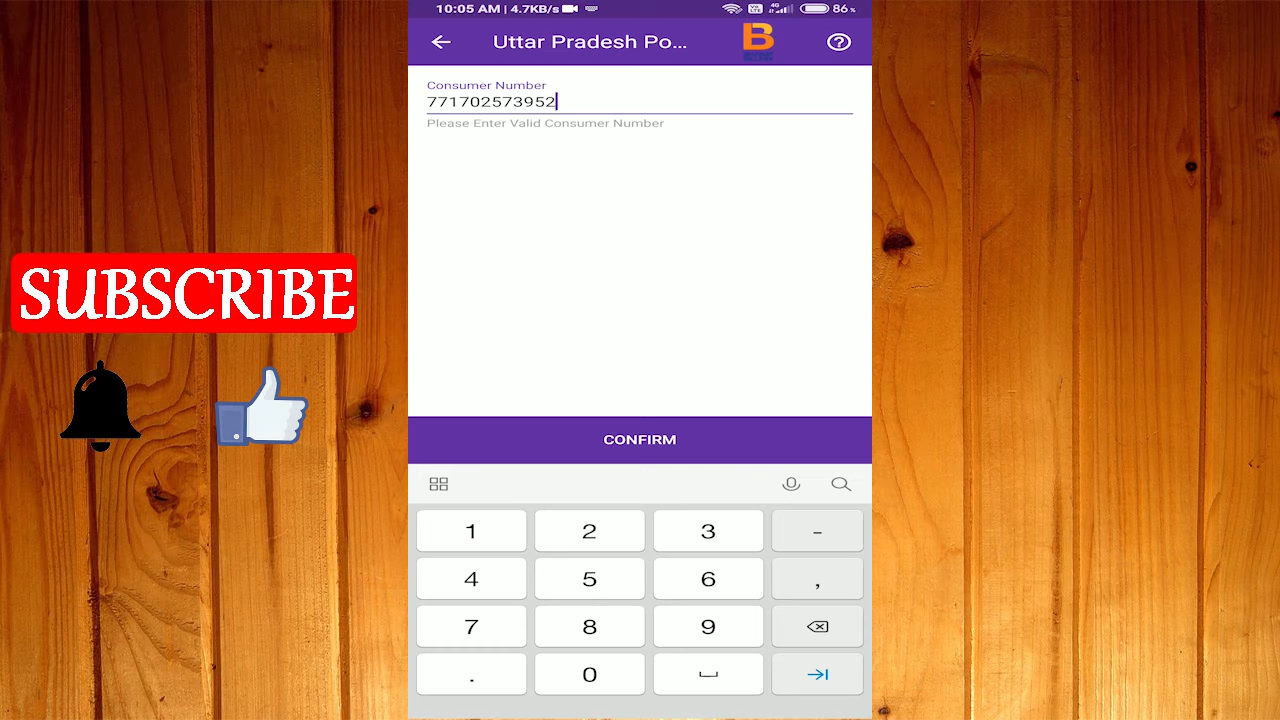 10:05 AM | 4.7KB/s
4G
86%
Uttar Pradesh Po...
B
Consumer Number
771702573952
Please Enter Valid Consumer Number
SUBSCRIBE
CONFIRM
1 2 3 -
4 5 6 ,
7 8 9
. 0